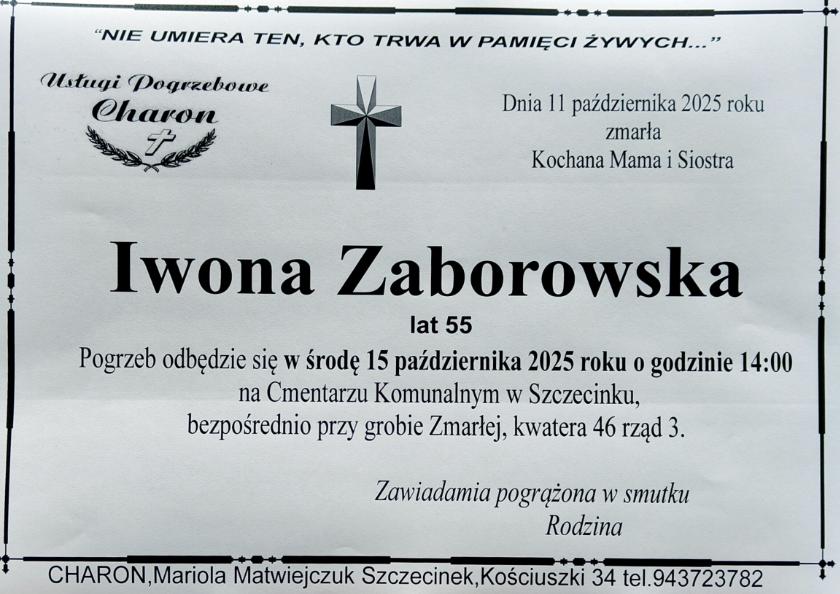 “NIE UMIERA TEN, KTO TRWA W PAMIĘCI ŻYWYCH...”
Usługi Pogrzebowe
Charon
Dnia 11 października 2025 roku
zmarła
Kochana Mama i Siostra
Iwona Zaborowska
lat 55
Pogrzeb odbędzie się w środę 15 października 2025 roku o godzinie 14:00
na Cmentarzu Komunalnym w Szczecinku,
bezpośrednio przy grobie Zmarłej, kwatera 46 rząd 3.
Zawiadamia pogrążona w smutku
Rodzina
CHARON,Mariola Matwiejczuk Szczecinek,Kościuszki 34 tel.943723782